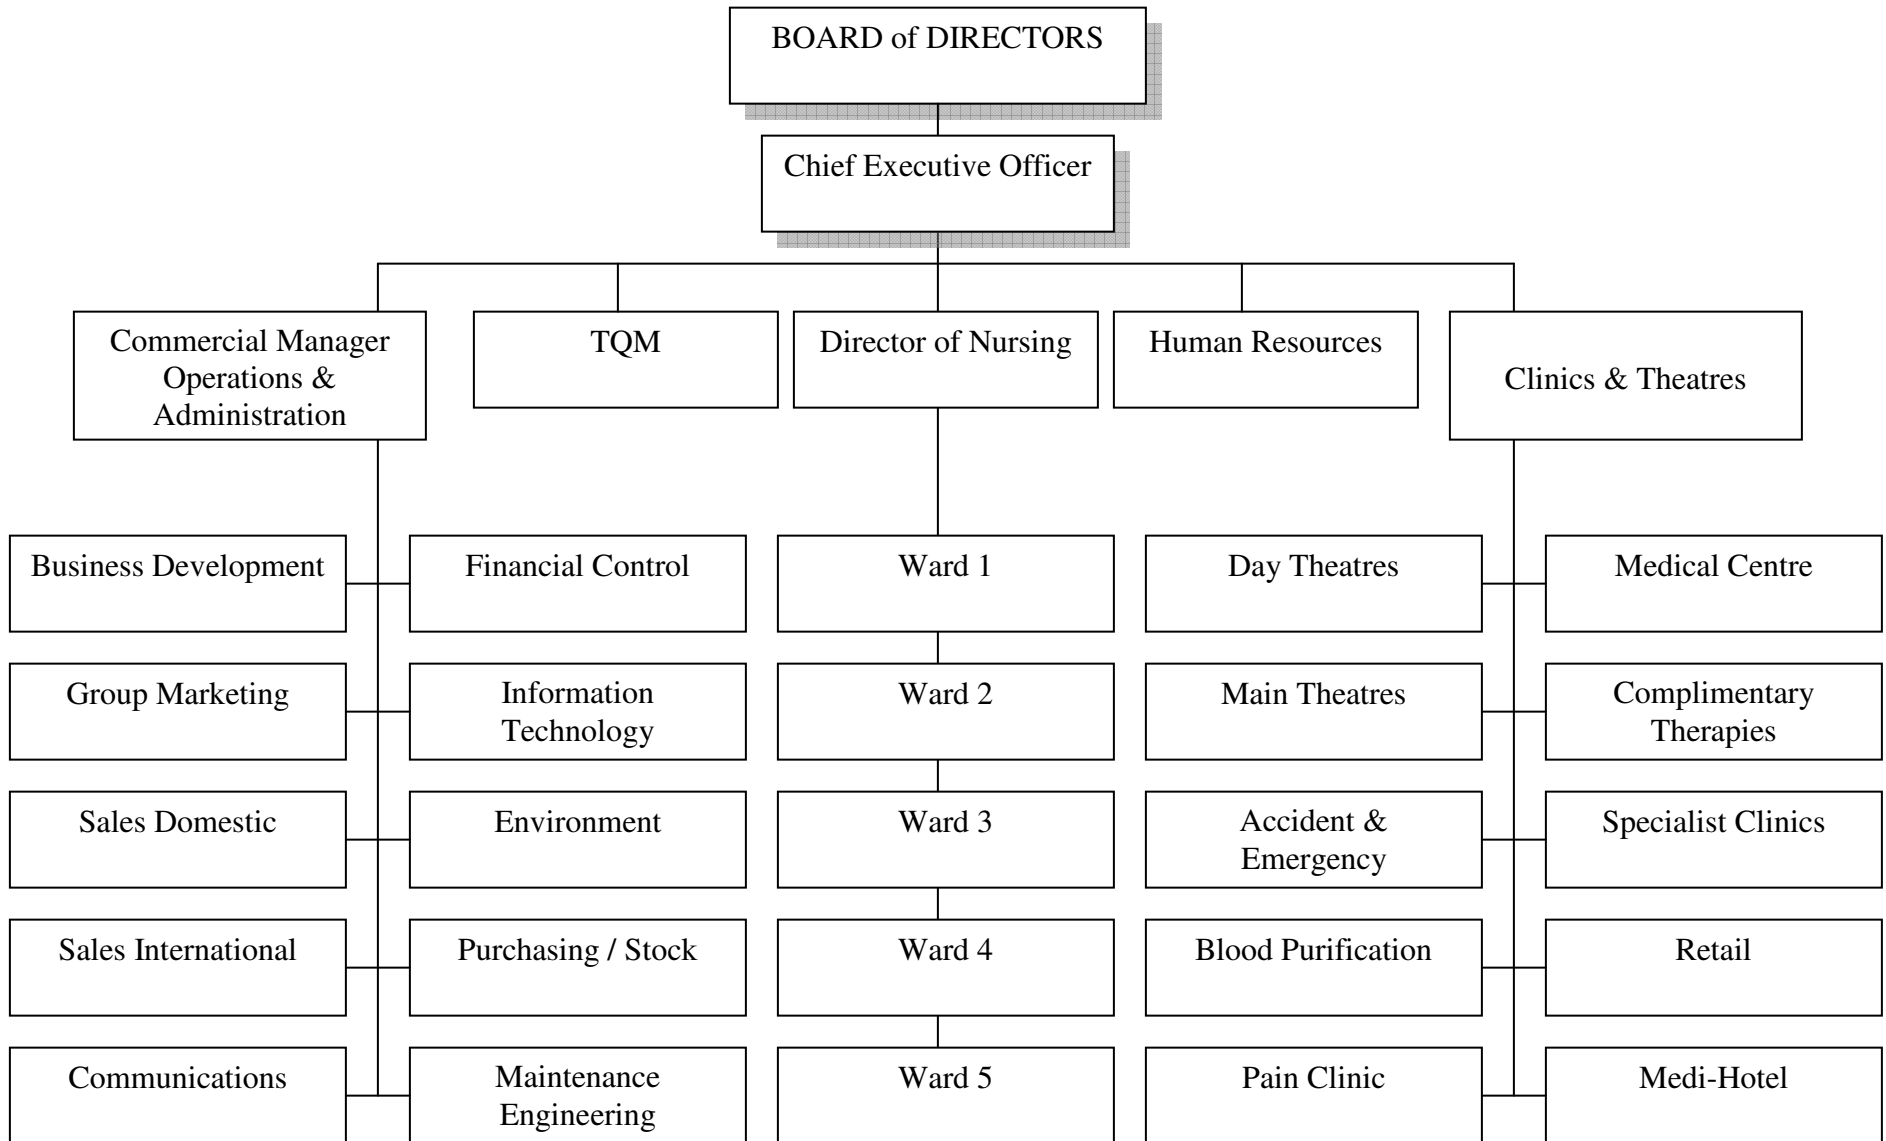 BOARD of DIRECTORS
Chief Executive Officer
Commercial Manager
Operations &
Administration
TQM
Director of Nursing
Human Resources
Clinics & Theatres
Business Development
Financial Control
Ward 1
Day Theatres
Medical Centre
Group Marketing
Information
Technology
Ward 2
Main Theatres
Complimentary
Therapies
Sales Domestic
Environment
Ward 3
Accident &
Emergency
Specialist Clinics
Sales International
Purchasing / Stock
Ward 4
Blood Purification
Retail
Communications
Maintenance
Engineering
Ward 5
Pain Clinic
Medi-Hotel